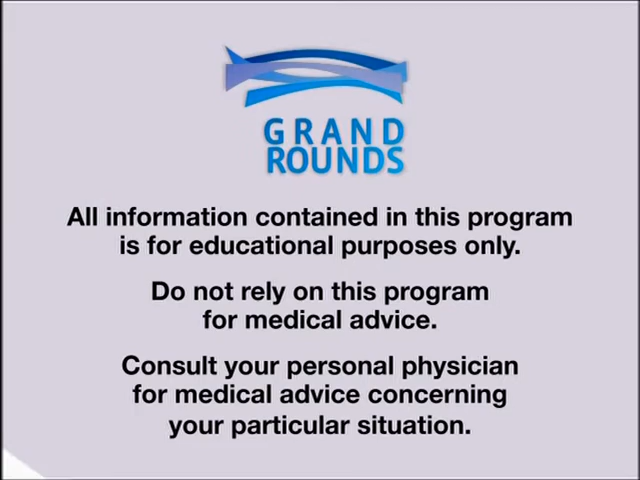 GRAND
ROUNDS
All information contained in this program
is for educational purposes only.
Do not rely on this program
for medical advice.
Consult your personal physician
for medical advice concerning
your particular situation.